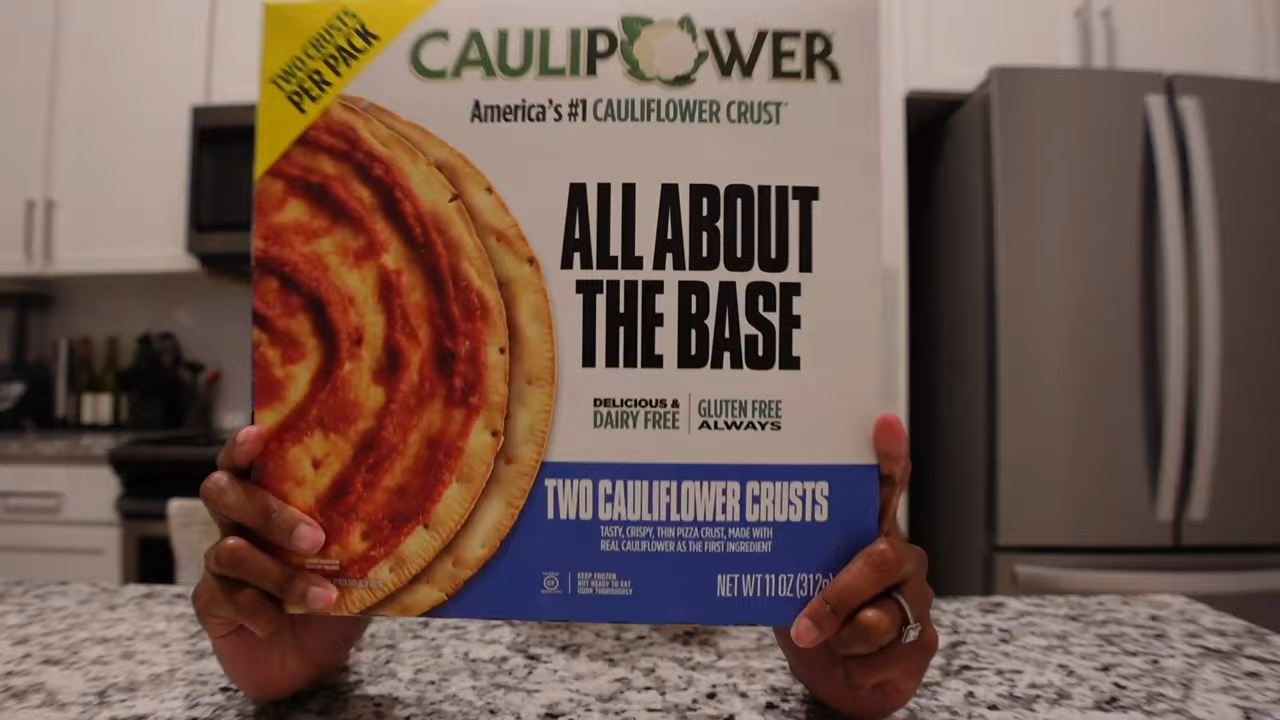 TWO CRUSTS
PER PACK
CAULIPOWER
America's #1 CAULIFLOWER CRUST*
ALL ABOUT
THE BASE
DELICIOUS &
DAIRY FREE
GLUTEN FREE
ALWAYS
TWO CAULIFLOWER CRUSTS
TASTY, CRISPY, THIN PIZZA CRUST, MADE WITH
REAL CAULIFLOWER AS THE FIRST INGREDIENT
GF
KEEP FROZEN
NOT READY TO EAT
COOK THOROUGHLY
NET WT 11 OZ (312g)